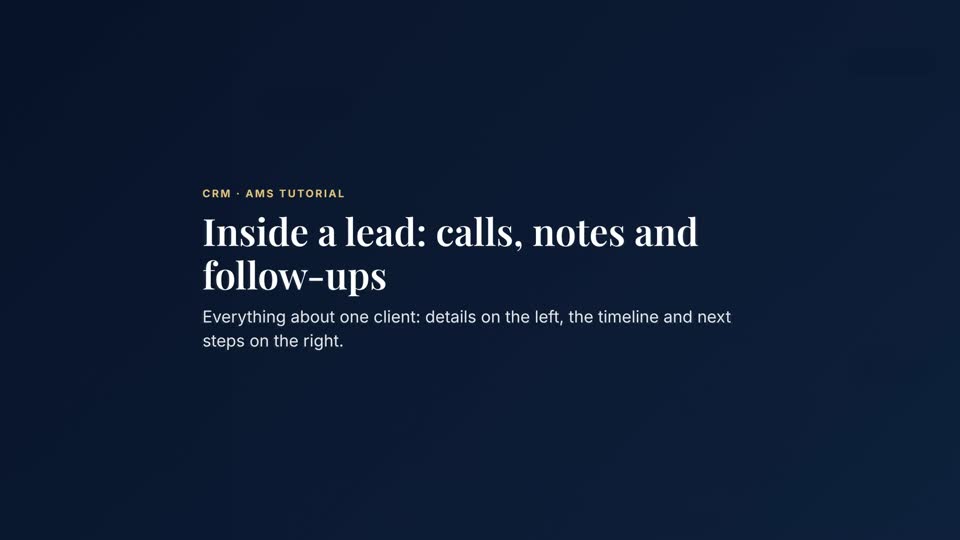 CRM · AMS TUTORIAL
Inside a lead: calls, notes and
follow-ups
Everything about one client: details on the left, the timeline and next
steps on the right.